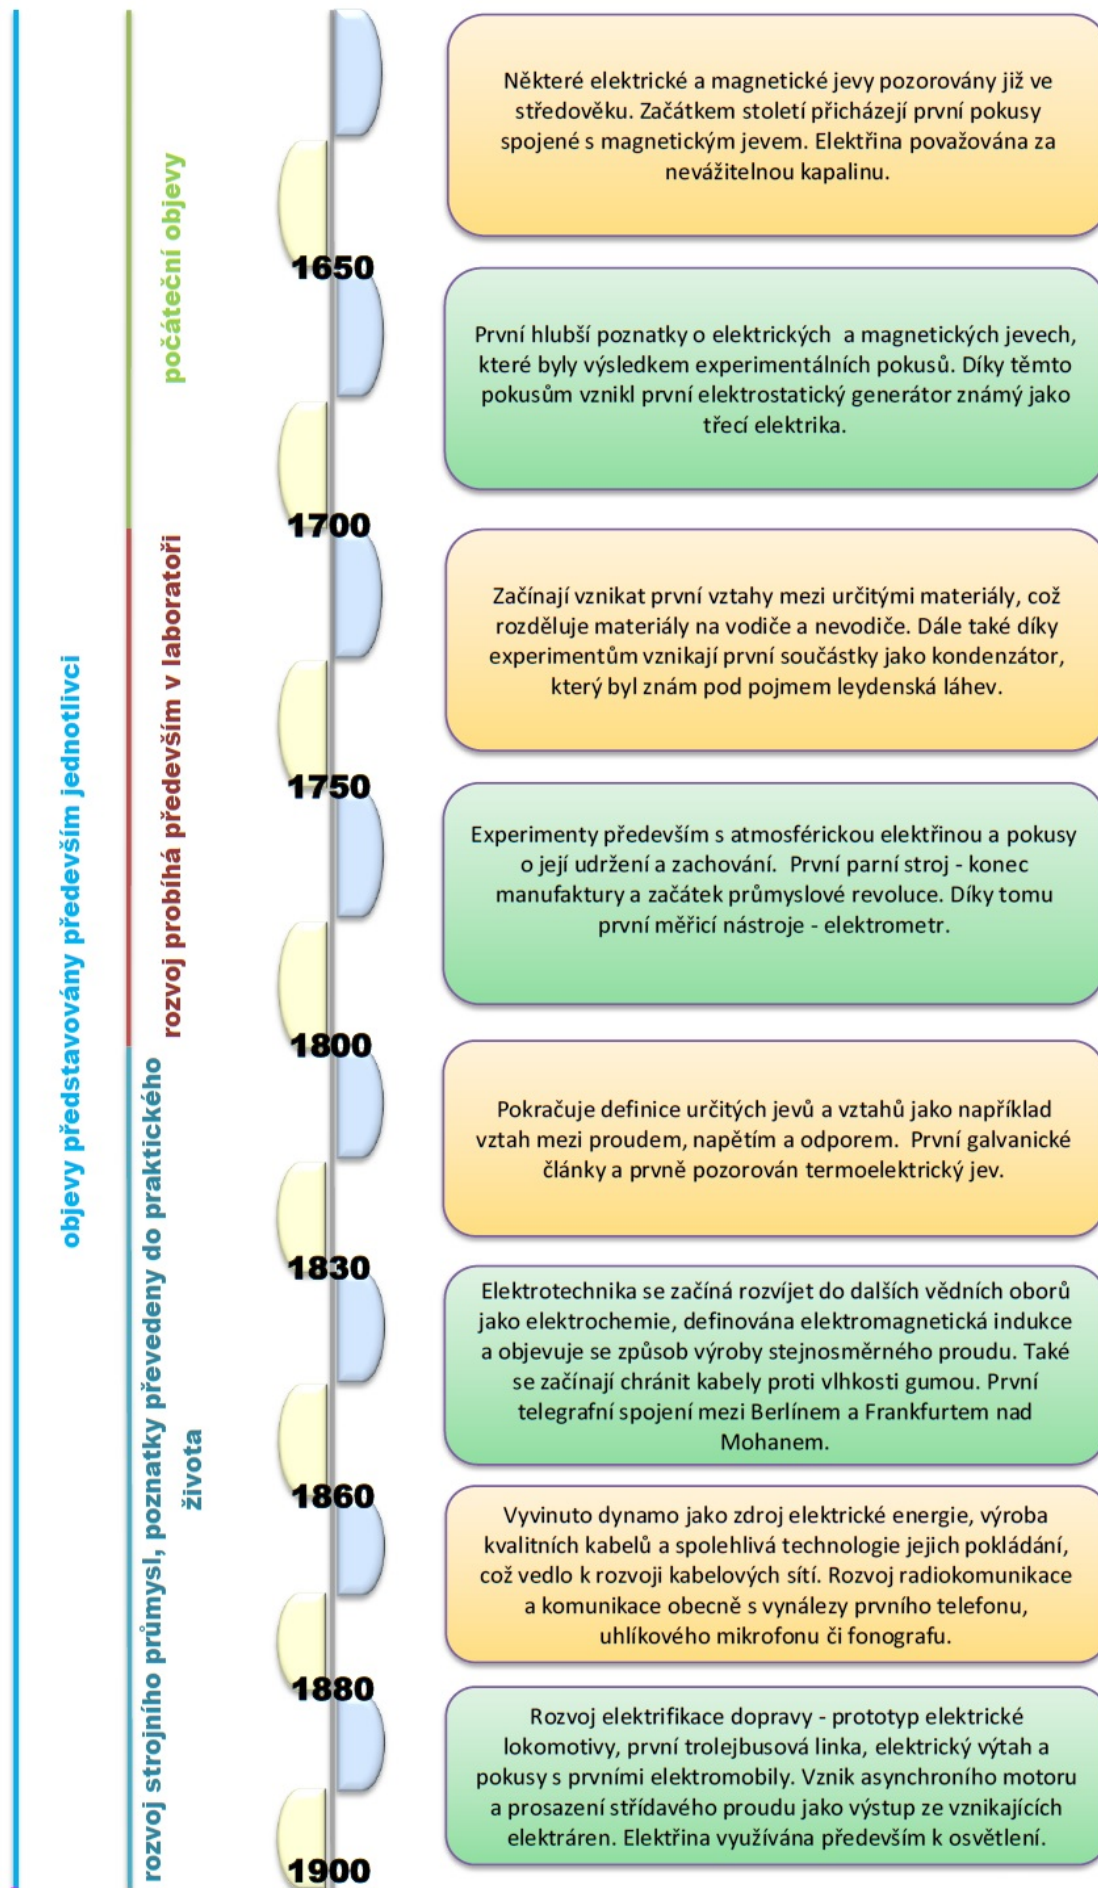 objevy představovány především jednotlivci
počáteční objevy
rozvoj probíhá především v laboratoři
rozvoj strojního průmysl, poznatky převedeny do praktického
života
Některé elektrické a magnetické jevy pozorovány již ve
středověku. Začátkem století přicházejí první pokusy
spojené s magnetickým jevem. Elektřina považována za
nevážitelnou kapalinu.
1650
První hlubší poznatky o elektrických a magnetických jevech,
které byly výsledkem experimentálních pokusů. Díky těmto
pokusům vznikl první elektrostatický generátor známý jako
třecí elektrika.
1700
Začínají vznikat první vztahy mezi určitými materiály, což
rozděluje materiály na vodiče a nevodiče. Dále také díky
experimentům vznikají první součástky jako kondenzátor,
který byl znám pod pojmem leydenská láhev.
1750
Experimenty především s atmosférickou elektřinou a pokusy
o její udržení a zachování. První parní stroj - konec
manufaktury a začátek průmyslové revoluce. Díky tomu
první měřicí nástroje - elektrometr.
1800
Pokračuje definice určitých jevů a vztahů jako například
vztah mezi proudem, napětím a odporem. První galvanické
články a prvně pozorován termoelektrický jev.
1830
Elektrotechnika se začíná rozvíjet do dalších vědních oborů
jako elektrochemie, definována elektromagnetická indukce
a objevuje se způsob výroby stejnosměrného proudu. Také
se začínají chránit kabely proti vlhkosti gumou. První
telegrafní spojení mezi Berlínem a Frankfurtem nad
Mohanem.
1860
Vyvinuto dynamo jako zdroj elektrické energie, výroba
kvalitních kabelů a spolehlivá technologie jejich pokládání,
což vedlo k rozvoji kabelových sítí. Rozvoj radiokomunikace
a komunikace obecně s vynálezy prvního telefonu,
uhlíkového mikrofonu či fonografu.
1880
Rozvoj elektrifikace dopravy - prototyp elektrické
lokomotivy, první trolejbusová linka, elektrický výtah a
pokusy s prvními elektromobily. Vznik asynchroního motoru
a prosazení střídavého proudu jako výstup ze vznikajících
elektráren. Elektřina využívána především k osvětlení.
1900